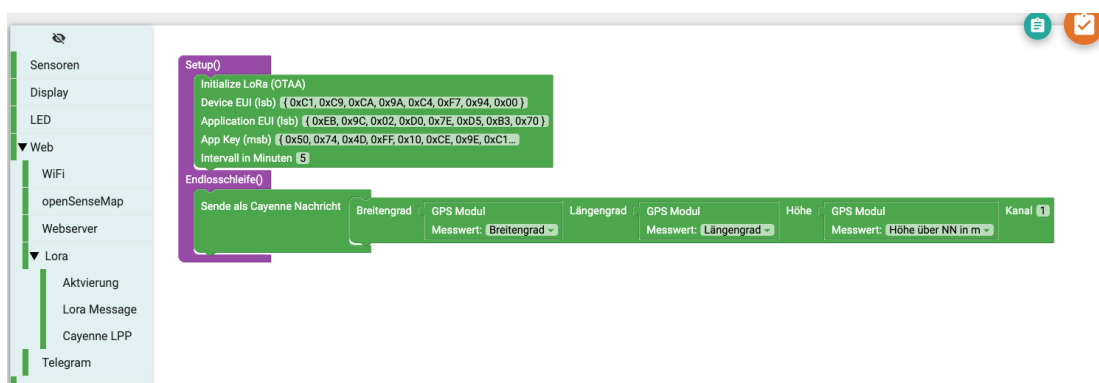 Sensoren
Display
LED
Web
WiFi
openSenseMap
Webserver
Lora
Aktvierung
Lora Message
Cayenne LPP
Telegram
Setup()
Initialize LoRa (OTAA)
Device EUI (lsb) { 0xC1, 0xC9, 0xCA, 0x9A, 0xC4, 0xF7, 0x94, 0x00 }
Application EUI (lsb) { 0xEB, 0x9C, 0x02, 0xD0, 0x7E, 0xD5, 0xB3, 0x70 }
App Key (msb) { 0x50, 0x74, 0x4D, 0xFF, 0x10, 0xCE, 0x9E, 0xC1...
Intervall in Minuten 5
Endlosschleife()
Sende als Cayenne Nachricht Breitengrad GPS Modul Längengrad GPS Modul Höhe GPS Modul Kanal 1
Messwert: Breitengrad Messwert: Längengrad Messwert: Höhe über NN in m